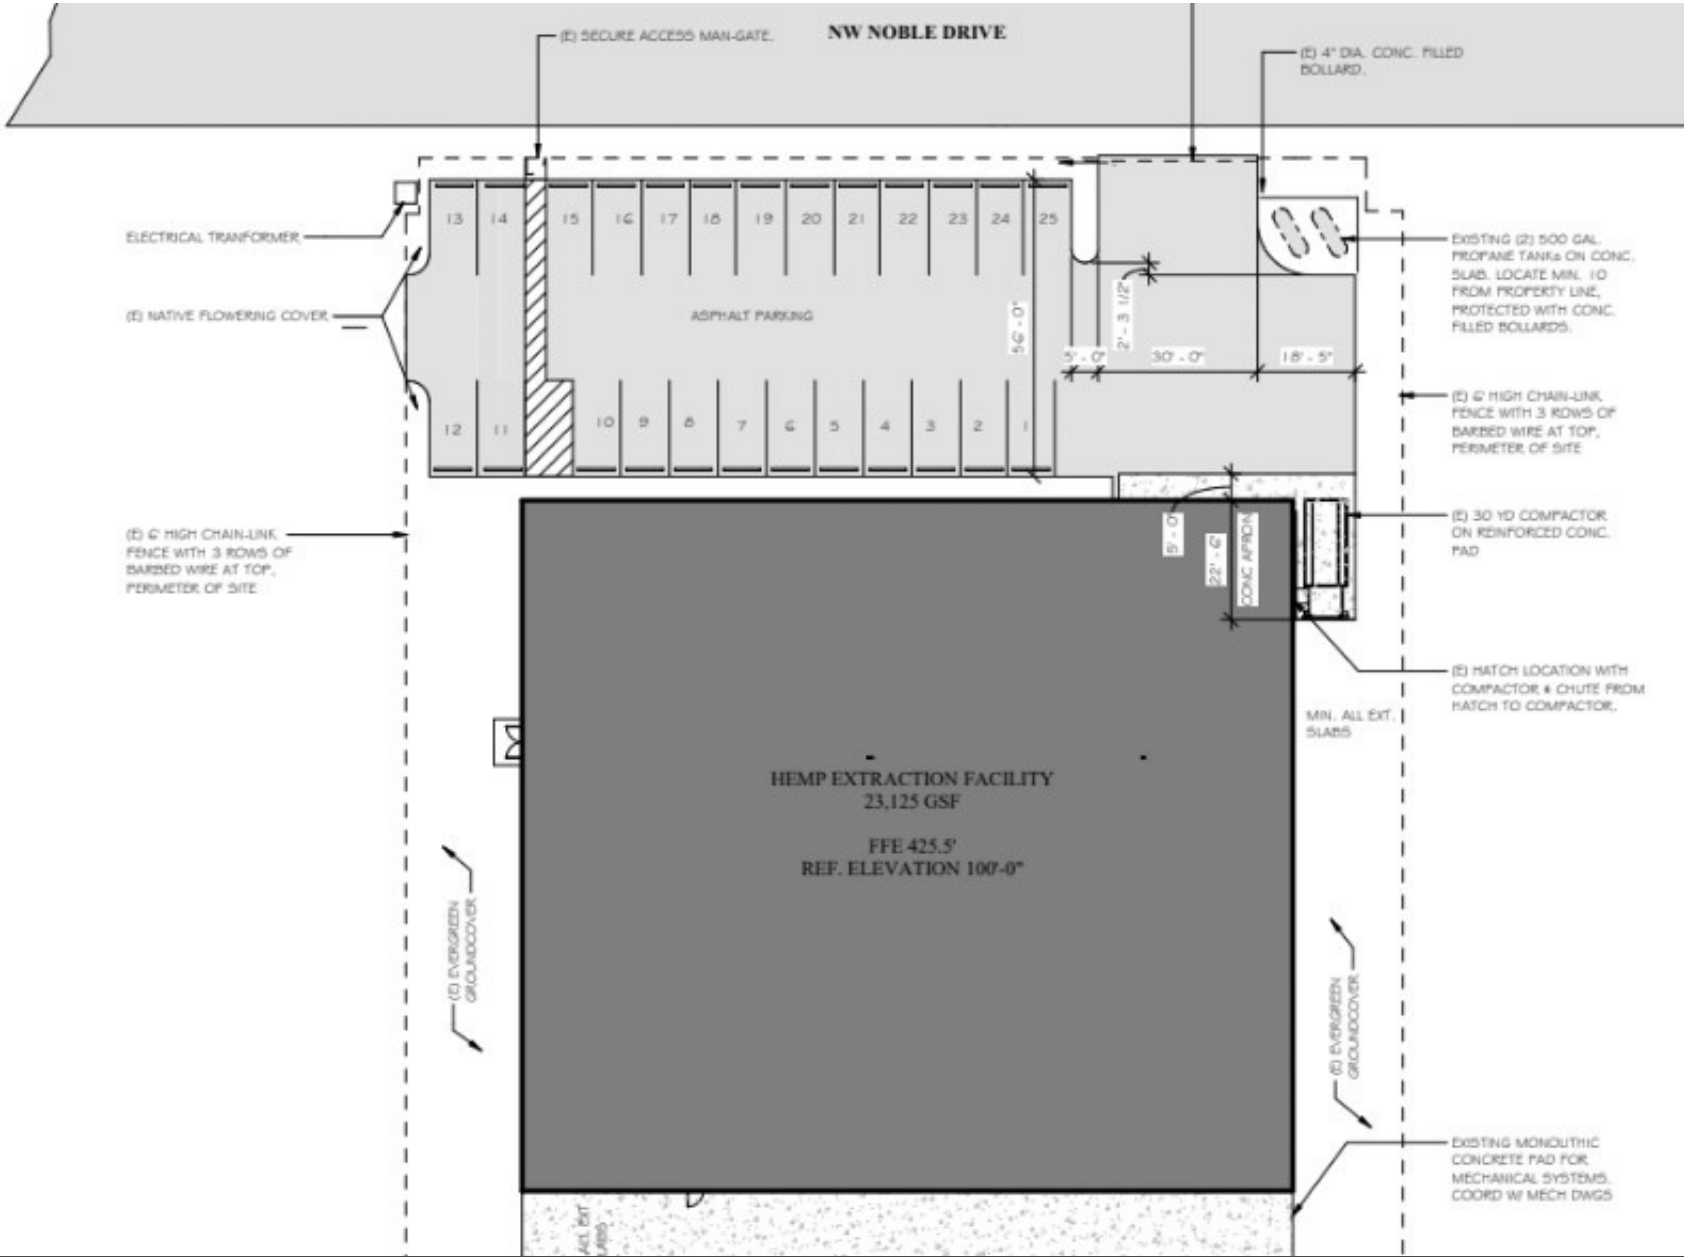 (E) SECURE ACCESS MAN-GATE.
NW NOBLE DRIVE
(E) 4" DIA. CONC. FILLED
BOLLARD.
ELECTRICAL TRANFORMER
(E) NATIVE FLOWERING COVER
13 14 15 16 17 18 19 20 21 22 23 24 25
ASPHALT PARKING
56' - 0"
5' - 0"
2' - 3 1/2"
30' - 0"
18' - 5"
EXISTING (2) 500 GAL.
PROPANE TANKs ON CONC.
SLAB. LOCATE MIN. 10
FROM PROPERTY LINE,
PROTECTED WITH CONC.
FILLED BOLLARDS.
(E) 6' HIGH CHAIN-LINK
FENCE WITH 3 ROWS OF
BARBED WIRE AT TOP,
PERIMETER OF SITE
12 11 10 9 8 7 6 5 4 3 2 1
(E) 6' HIGH CHAIN-LINK
FENCE WITH 3 ROWS OF
BARBED WIRE AT TOP,
PERIMETER OF SITE
5' - 0"
22' - 6"
CONC APRON
(E) 30 YD COMPACTOR
ON REINFORCED CONC.
PAD
(E) HATCH LOCATION WITH
COMPACTOR & CHUTE FROM
HATCH TO COMPACTOR.
MIN. ALL EXT.
SLABS
HEMP EXTRACTION FACILITY
23,125 GSF
FFE 425.5'
REF. ELEVATION 100'-0"
(E) EVERGREEN
GROUNDCOVER
(E) EVERGREEN
GROUNDCOVER
EXISTING MONOLITHIC
CONCRETE PAD FOR
MECHANICAL SYSTEMS.
COORD W/ MECH DWGS
ALL EXT